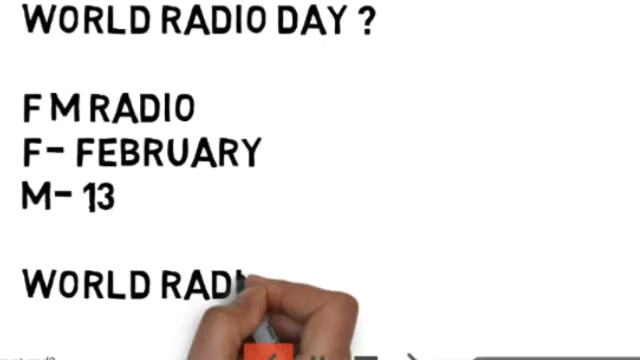 WORLD RADIO DAY ?
F M RADIO
F- FEBRUARY
M- 13
WORLD RADI